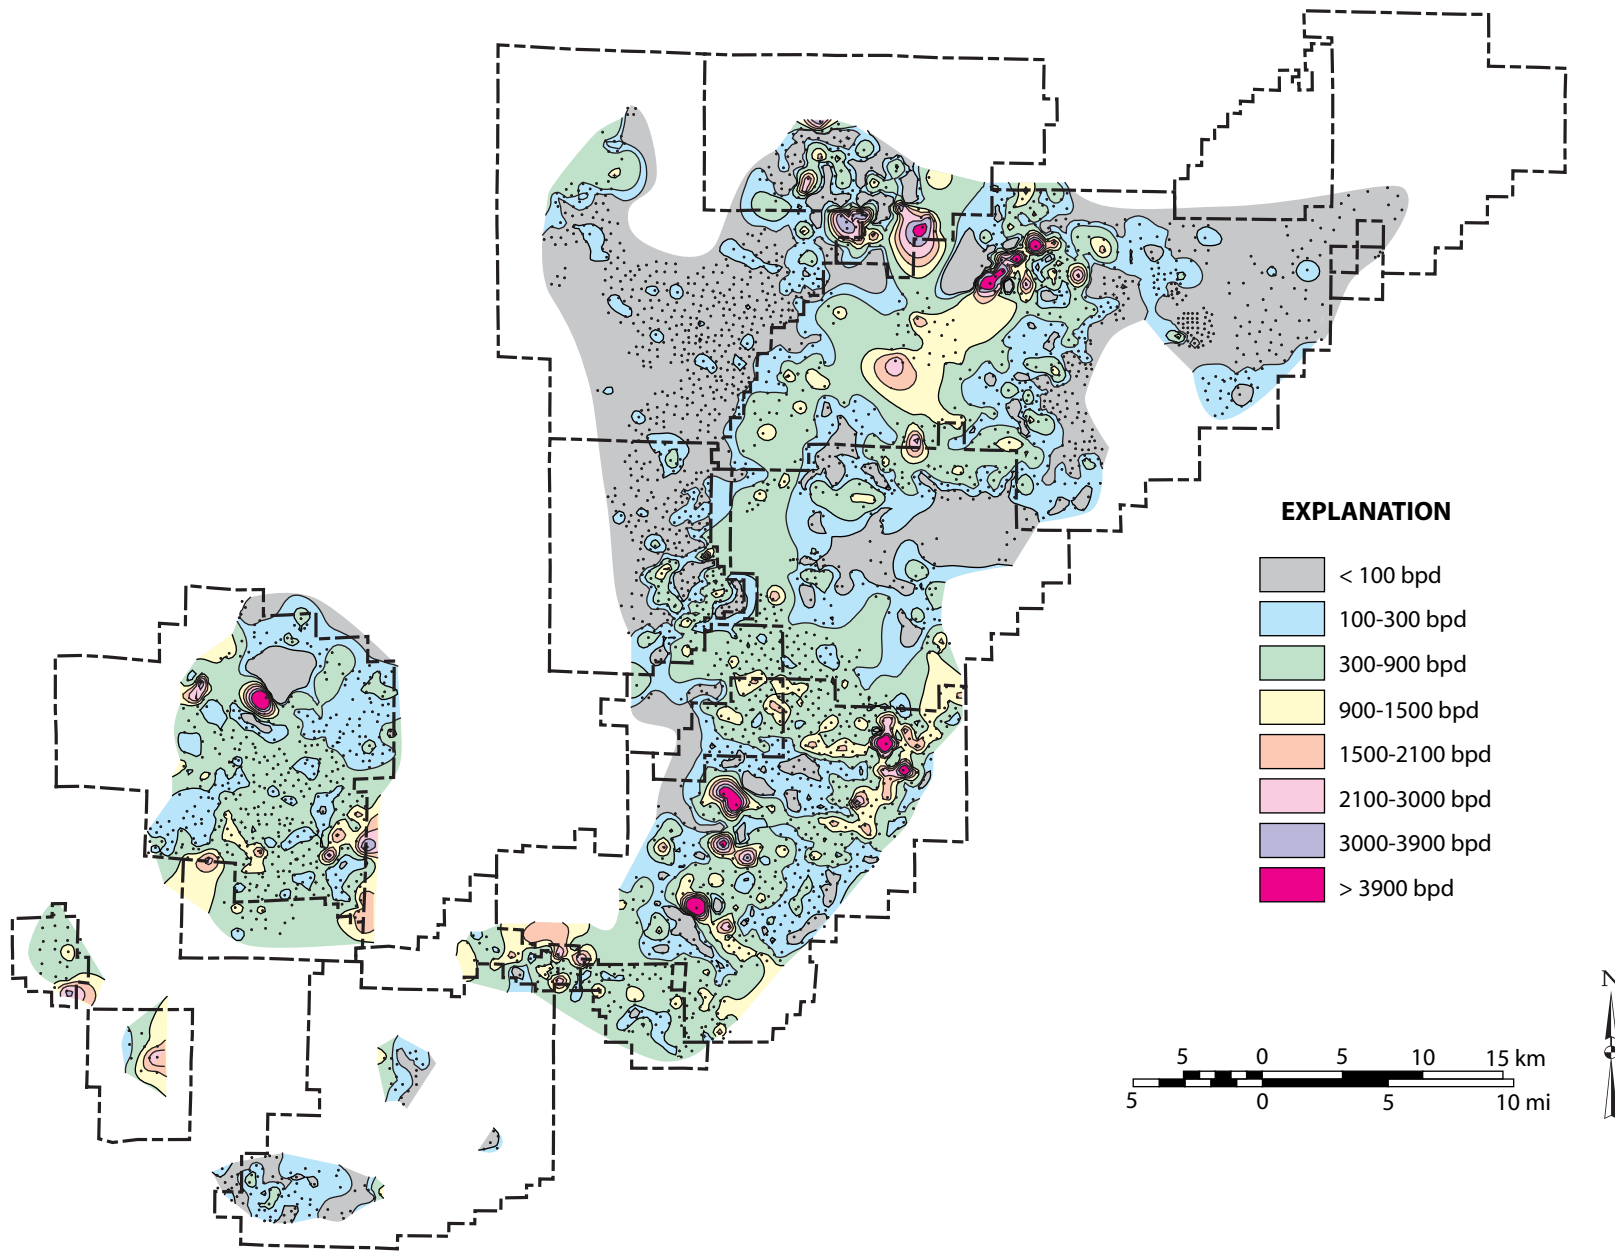 EXPLANATION
< 100 bpd
100-300 bpd
300-900 bpd
900-1500 bpd
1500-2100 bpd
2100-3000 bpd
3000-3900 bpd
> 3900 bpd
N
5 0 5 10 15 km
5 0 5 10 mi